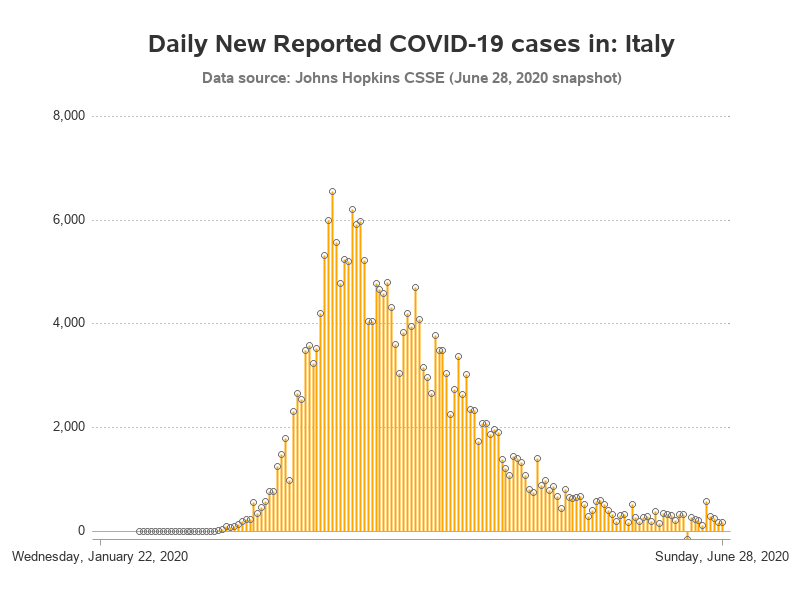 Daily New Reported COVID-19 cases in: Italy
Data source: Johns Hopkins CSSE (June 28, 2020 snapshot)
8,000
6,000
4,000
2,000
0
Wednesday, January 22, 2020
Sunday, June 28, 2020